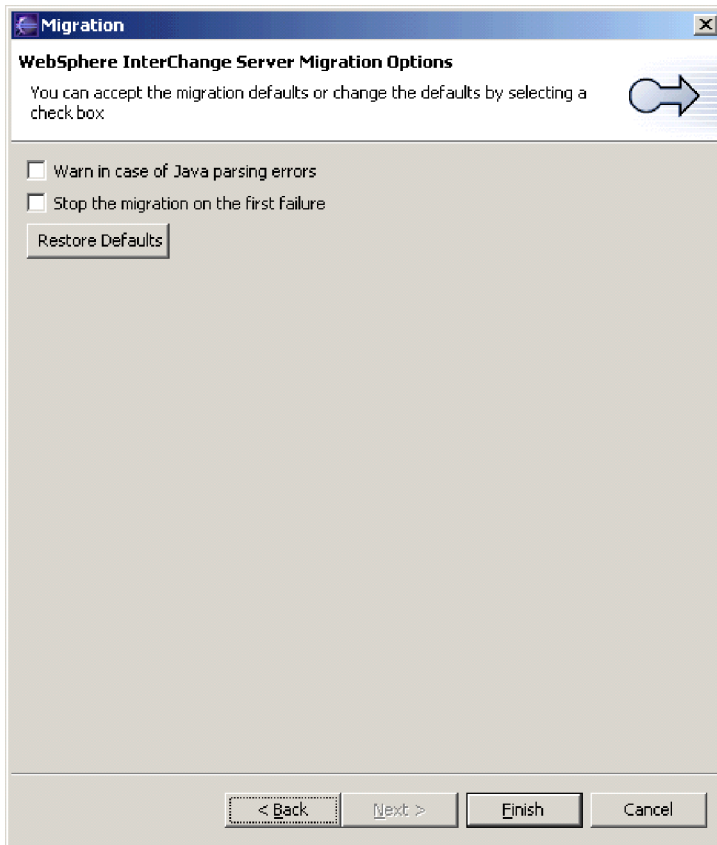 Migration
WebSphere InterChange Server Migration Options
You can accept the migration defaults or change the defaults by selecting a
check box
Warn in case of Java parsing errors
Stop the migration on the first failure
Restore Defaults
< Back Next > Finish Cancel